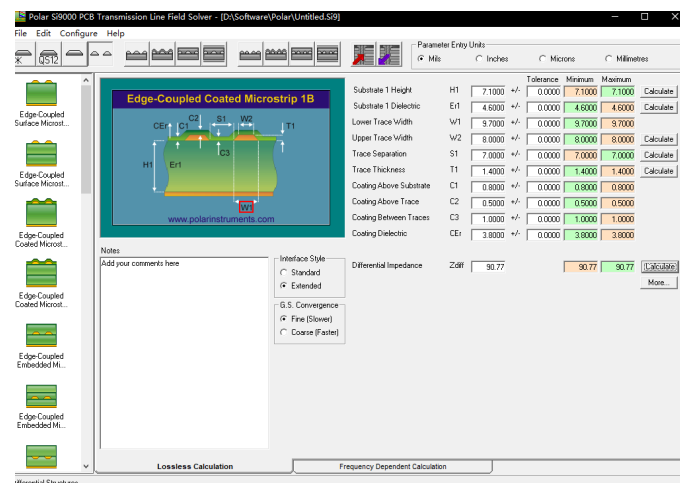 Polar Si9000 PCB Transmission Line Field Solver - [D:\Software\Polar\Untitled.Si9]
File Edit Configure Help
QS12
Parameter Entry Units
Mils Inches Microns Millimetres
Edge-Coupled
Surface Microst...
Edge-Coupled
Surface Microst...
Edge-Coupled
Coated Microst...
Edge-Coupled
Coated Microst...
Edge-Coupled
Embedded Mi...
Edge-Coupled
Embedded Mi...
Edge-Coupled Coated Microstrip 1B
CEr C1 C2 S1 W2 T1
C3
H1 Er1
W1
www.polarinstruments.com
Tolerance Minimum Maximum
Substrate 1 Height H1 7.1000 +/- 0.0000 7.1000 7.1000 Calculate
Substrate 1 Dielectric Er1 4.6000 +/- 0.0000 4.6000 4.6000 Calculate
Lower Trace Width W1 9.7000 +/- 0.0000 9.7000 9.7000
Upper Trace Width W2 8.0000 +/- 0.0000 8.0000 8.0000 Calculate
Trace Separation S1 7.0000 +/- 0.0000 7.0000 7.0000 Calculate
Trace Thickness T1 1.4000 +/- 0.0000 1.4000 1.4000 Calculate
Coating Above Substrate C1 0.8000 +/- 0.0000 0.8000 0.8000
Coating Above Trace C2 0.5000 +/- 0.0000 0.5000 0.5000
Coating Between Traces C3 1.0000 +/- 0.0000 1.0000 1.0000
Coating Dielectric CEr 3.8000 +/- 0.0000 3.8000 3.8000
Differential Impedance Zdiff 90.77 90.77 90.77 Calculate
More...
Notes
Add your comments here
Interface Style
Standard
Extended
G.S. Convergence
Fine (Slower)
Coarse (Faster)
Lossless Calculation
Frequency Dependent Calculation